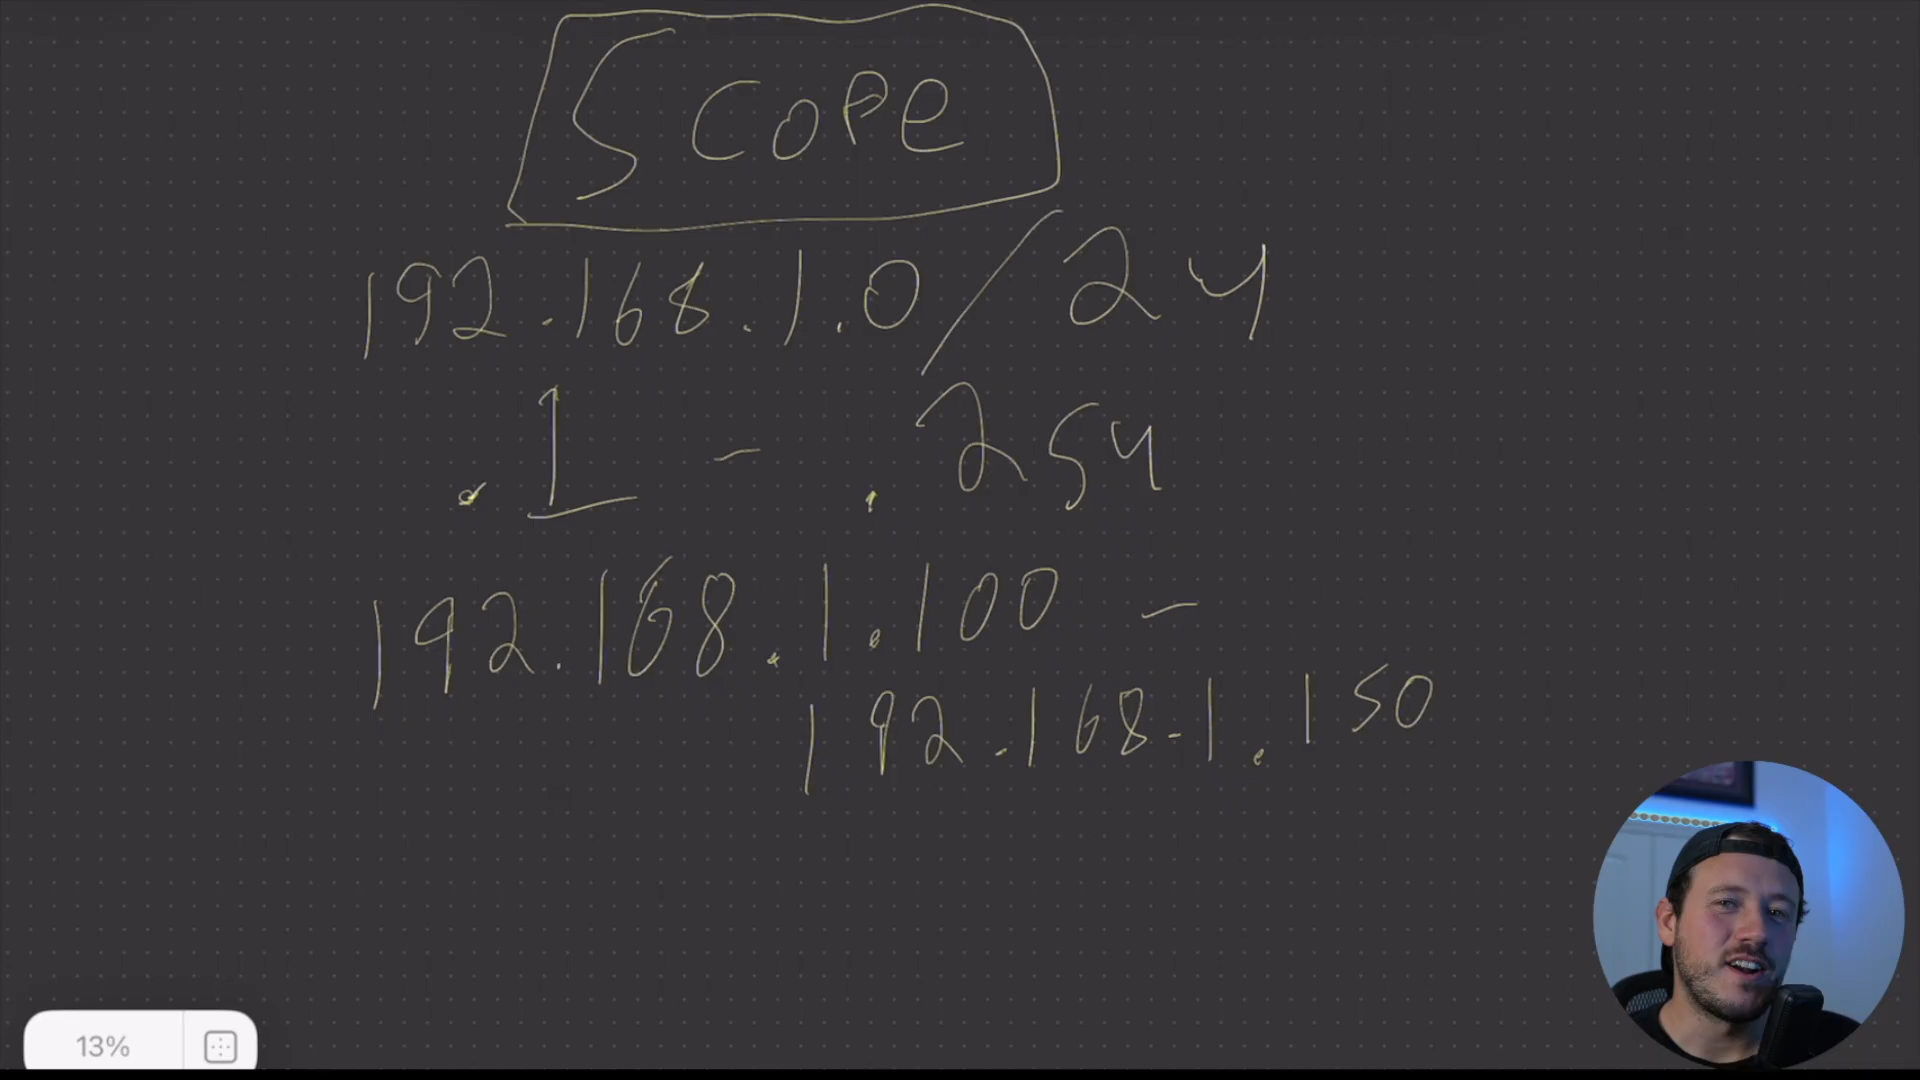 SCOPe
192.168.1.0/24
.1 - .254
192.168.1.100 -
192.168.1.150
13%